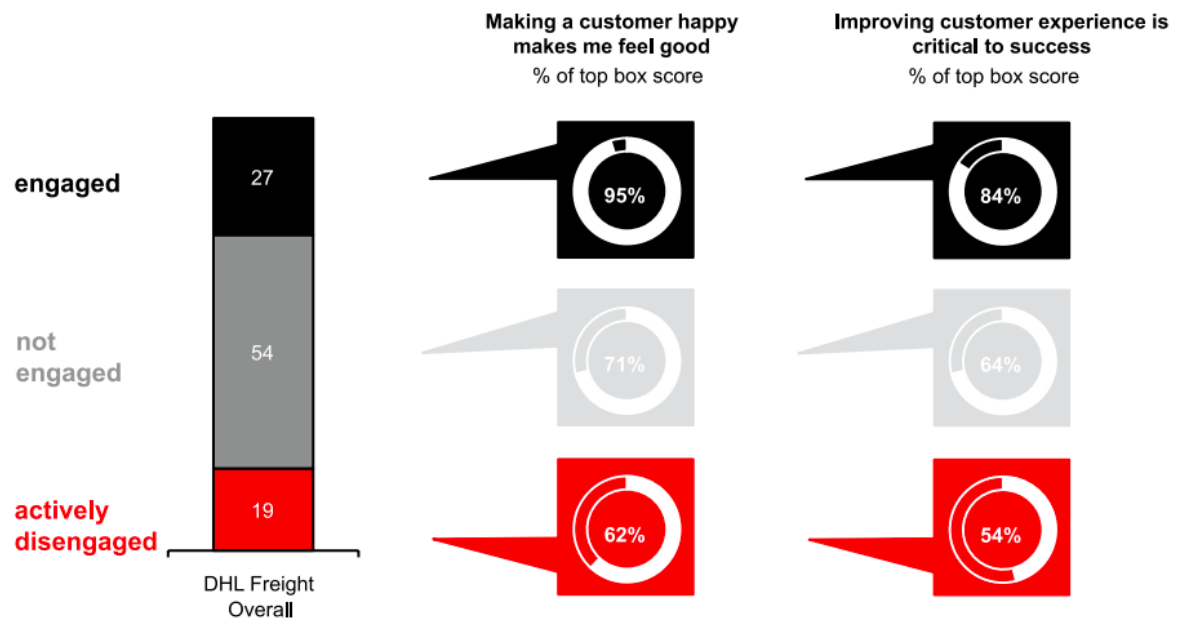 Making a customer happy
makes me feel good
% of top box score
Improving customer experience is
critical to success
% of top box score
engaged
27
95%
84%
not
engaged
54
71%
64%
actively
disengaged
19
62%
54%
DHL Freight
Overall